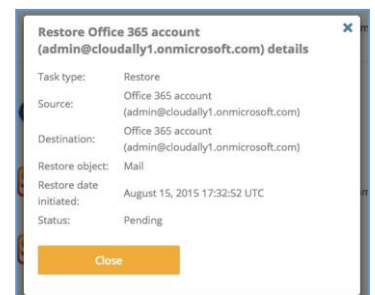 Restore Office 365 account
(admin@cloudally1.onmicrosoft.com) details
Task type: Restore
Source: Office 365 account
(admin@cloudally1.onmicrosoft.com)
Destination: Office 365 account
(admin@cloudally1.onmicrosoft.com)
Restore object: Mail
Restore date
initiated: August 15, 2015 17:32:52 UTC
Status: Pending
Close